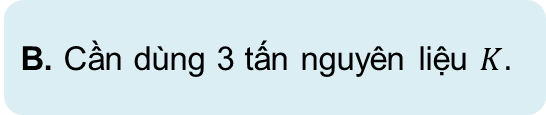 B. Cần dùng 3 tấn nguyên liệu K.